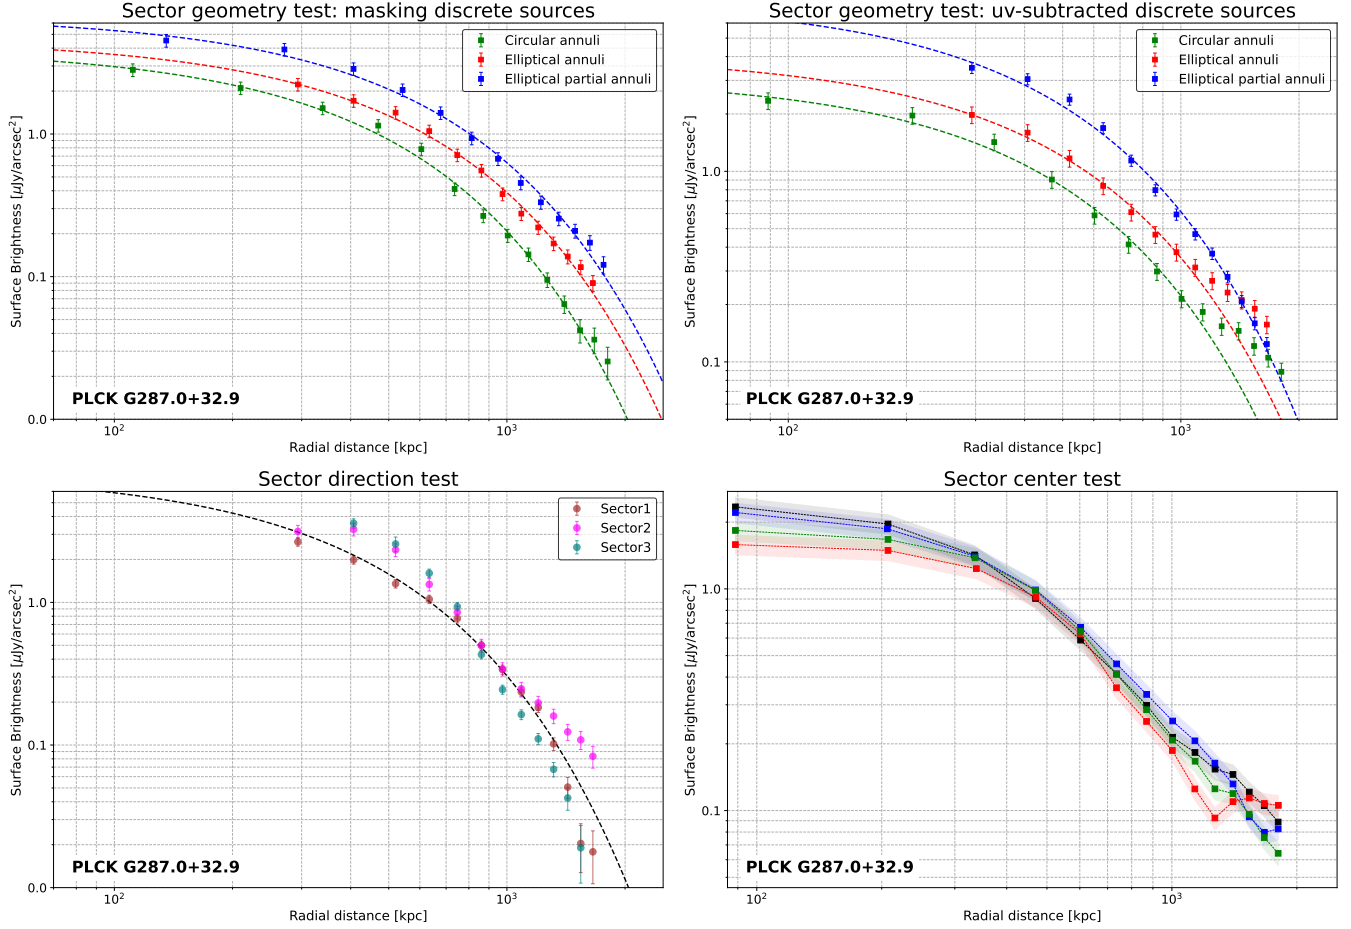 Sector geometry test: masking discrete sources
Surface Brightness [μJy/arcsec²]
1.0
0.1
0.0
Circular annuli
Elliptical annuli
Elliptical partial annuli
PLCK G287.0+32.9
10²
10³
Radial distance [kpc]
Sector geometry test: uv-subtracted discrete sources
Surface Brightness [μJy/arcsec²]
1.0
0.1
Circular annuli
Elliptical annuli
Elliptical partial annuli
PLCK G287.0+32.9
10²
10³
Radial distance [kpc]
Sector direction test
Surface Brightness [μJy/arcsec²]
1.0
0.1
0.0
Sector1
Sector2
Sector3
PLCK G287.0+32.9
10²
10³
Radial distance [kpc]
Sector center test
Surface Brightness [μJy/arcsec²]
1.0
0.1
PLCK G287.0+32.9
10²
10³
Radial distance [kpc]